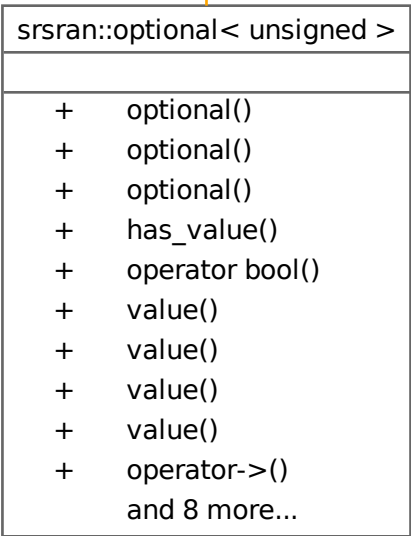 srsran::optional< unsigned >
+ optional()
+ optional()
+ optional()
+ has_value()
+ operator bool()
+ value()
+ value()
+ value()
+ value()
+ operator->()
and 8 more...